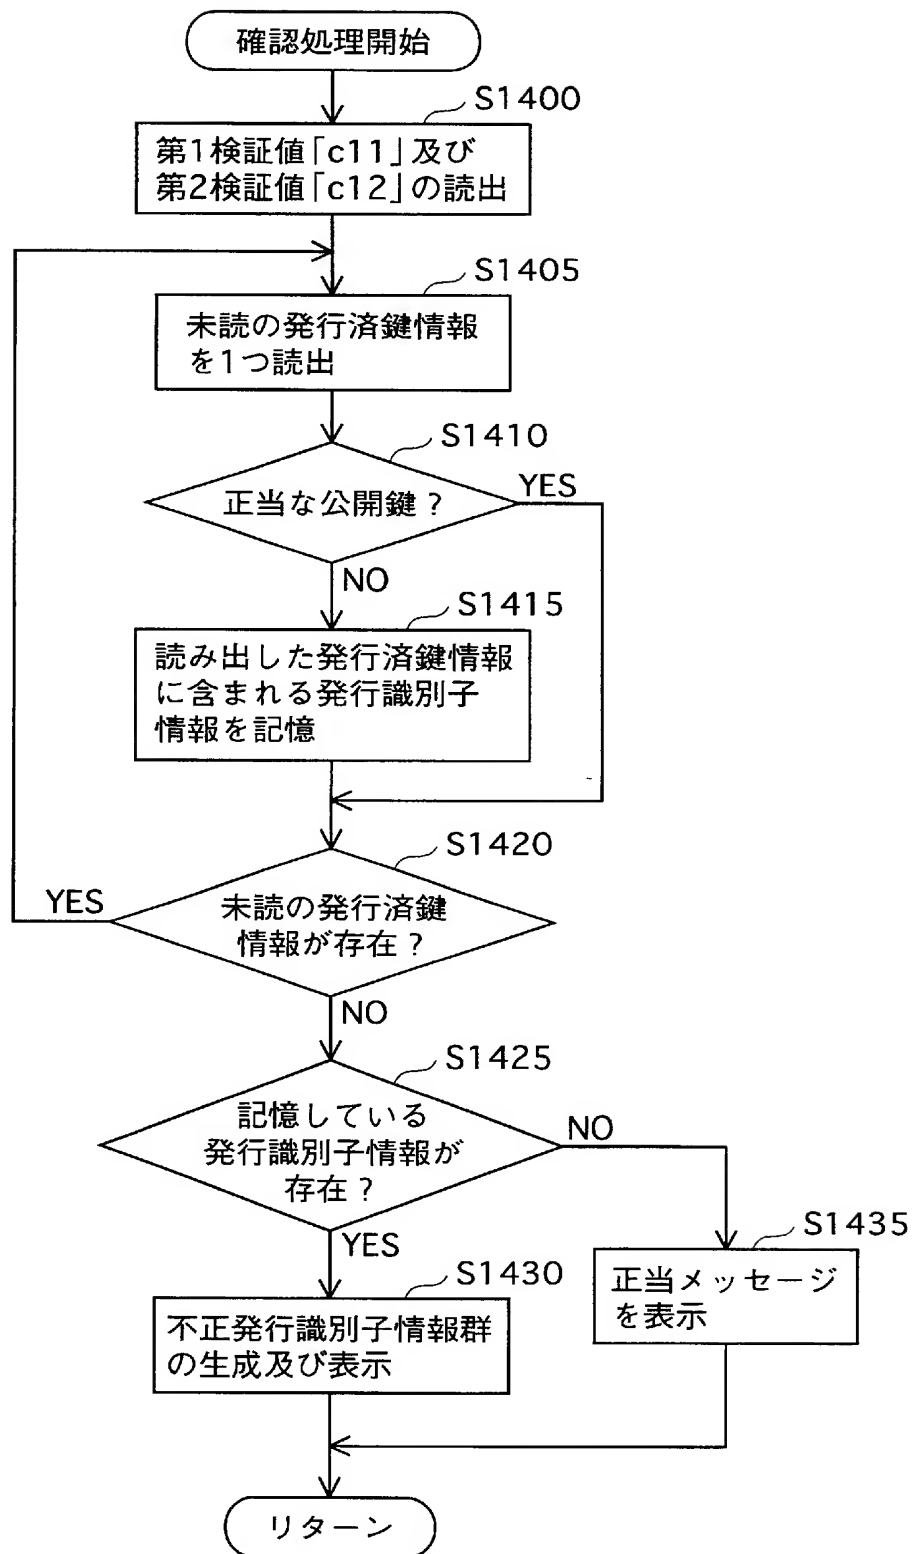 確認処理開始
S1400
第1検証値「c11」及び
第2検証値「c12」の読出
S1405
未読の発行済鍵情報
を1つ読出
S1410
正当な公開鍵？
YES
NO
S1415
読み出した発行済鍵情報
に含まれる発行識別子
情報を記憶
S1420
YES
未読の発行済鍵
情報が存在？
NO
S1425
記憶している
発行識別子情報が
存在？
NO
YES
S1435
正当メッセージ
を表示
S1430
不正発行識別子情報群
の生成及び表示
リターン